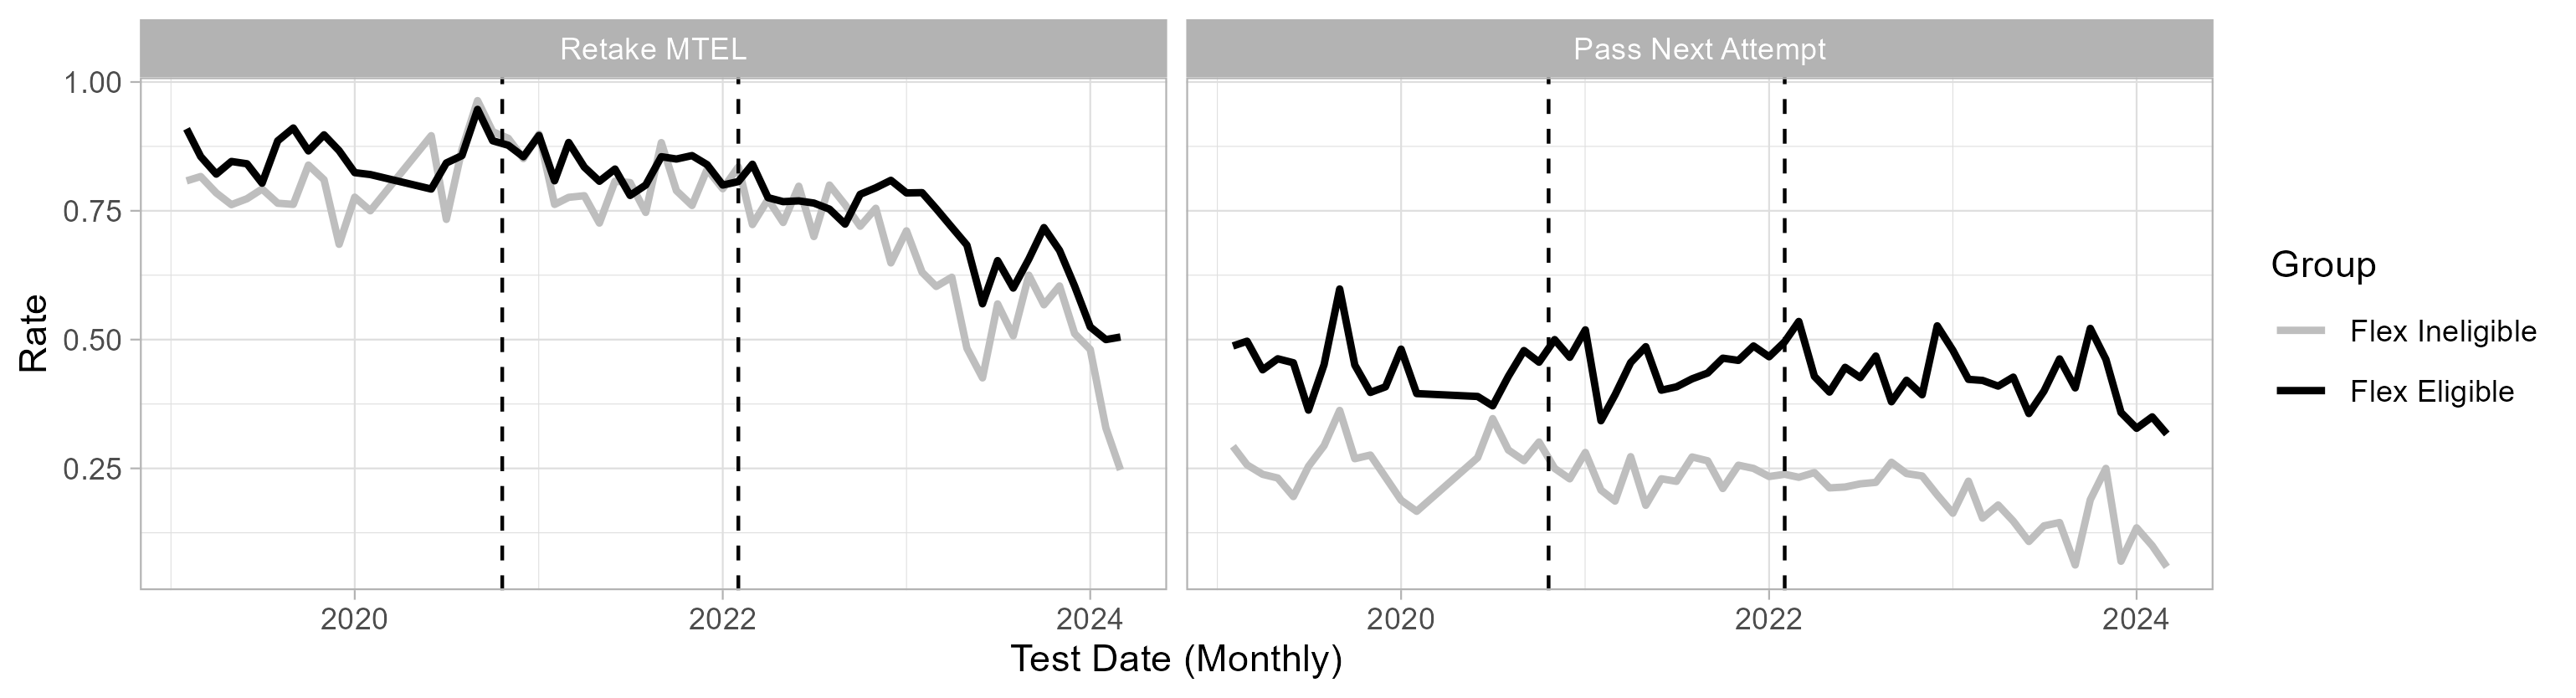 Retake MTEL
Pass Next Attempt
1.00
0.75
0.50
0.25
Rate
2020
2022
2024
2020
2022
2024
Test Date (Monthly)
Group
Flex Ineligible
Flex Eligible